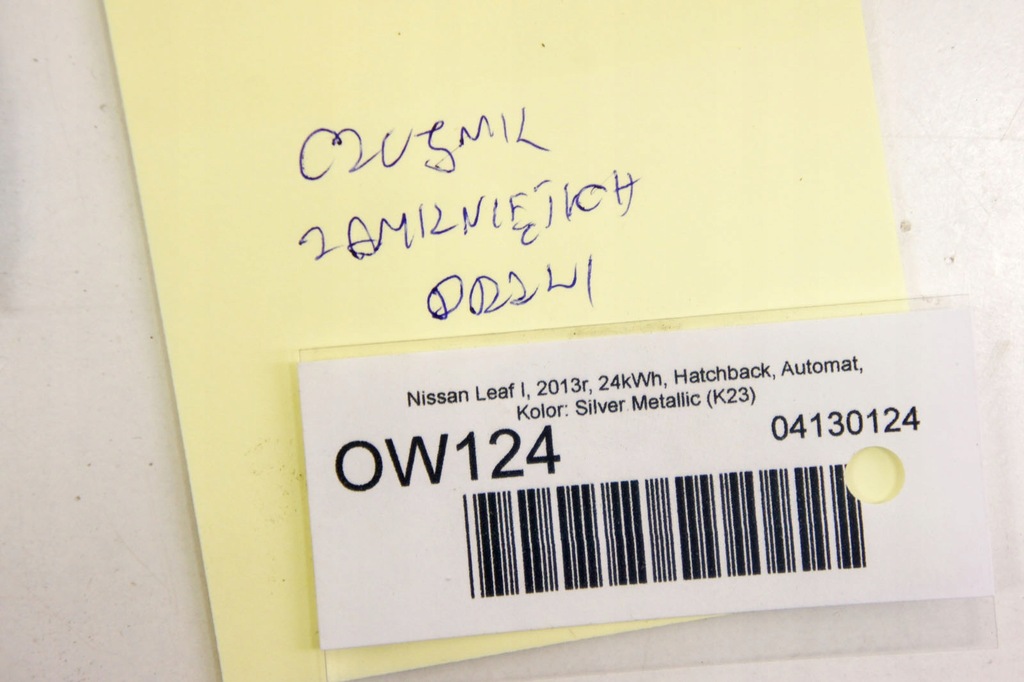 CZUJNIK
ZAMKNIĘTYCH
DRZWI
Nissan Leaf I, 2013r, 24kWh, Hatchback, Automat,
Kolor: Silver Metallic (K23)
OW124
04130124